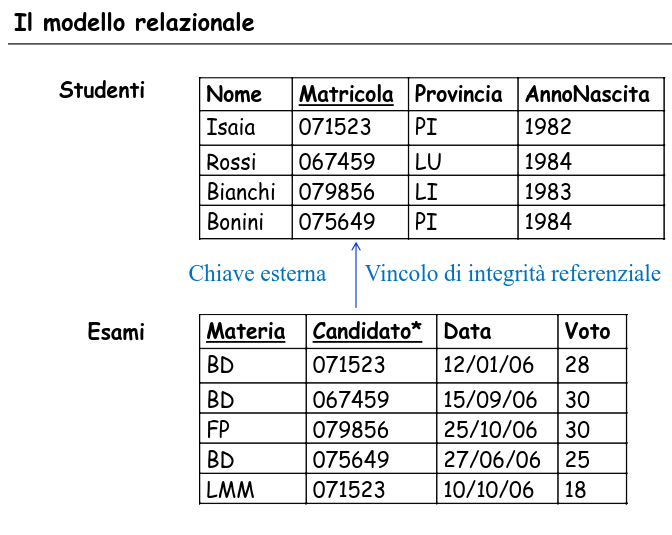 Il modello relazionale
Studenti
Nome Matricola Provincia AnnoNascita
Isaia 071523 PI 1982
Rossi 067459 LU 1984
Bianchi 079856 LI 1983
Bonini 075649 PI 1984
Chiave esterna Vincolo di integrità referenziale
Esami
Materia Candidato* Data Voto
BD 071523 12/01/06 28
BD 067459 15/09/06 30
FP 079856 25/10/06 30
BD 075649 27/06/06 25
LMM 071523 10/10/06 18